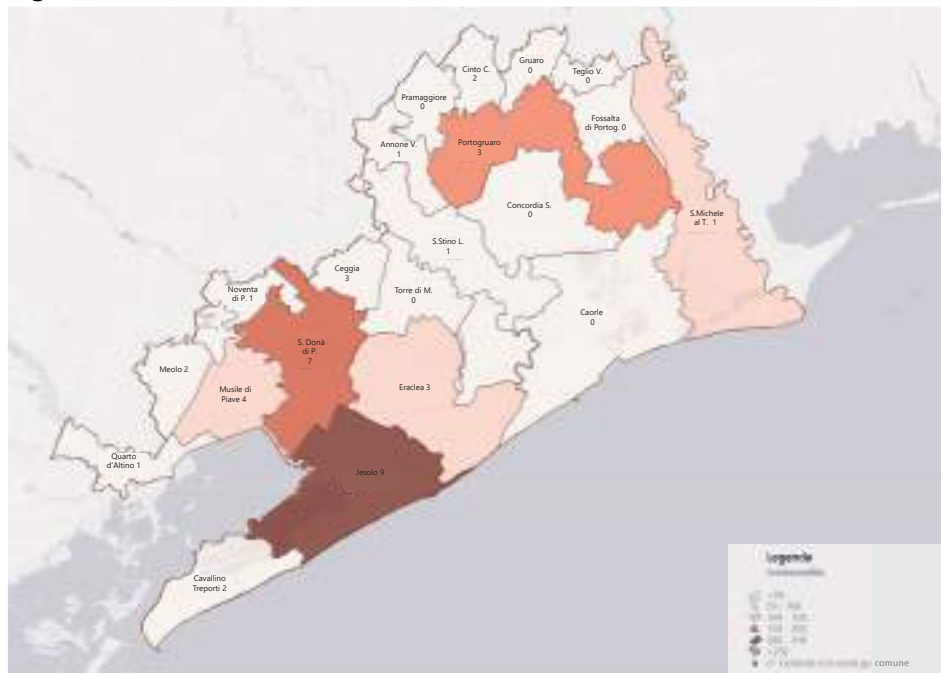 Cinto C.
2
Gruaro
0
Teglio V.
0
Pramaggiore
0
Fossalta
di Portog. 0
Annone V.
1
Portogruaro
3
Concordia S.
0
S.Michele
al T. 1
S.Stino L.
1
Ceggia
3
Noventa
di P. 1
Torre di M.
0
Caorle
0
S. Donà
di P.
7
Meolo 2
Musile di
Piave 4
Eraclea 3
Quarto
d'Altino 1
Jesolo 9
Cavallino
Treporti 2
Legenda
comune